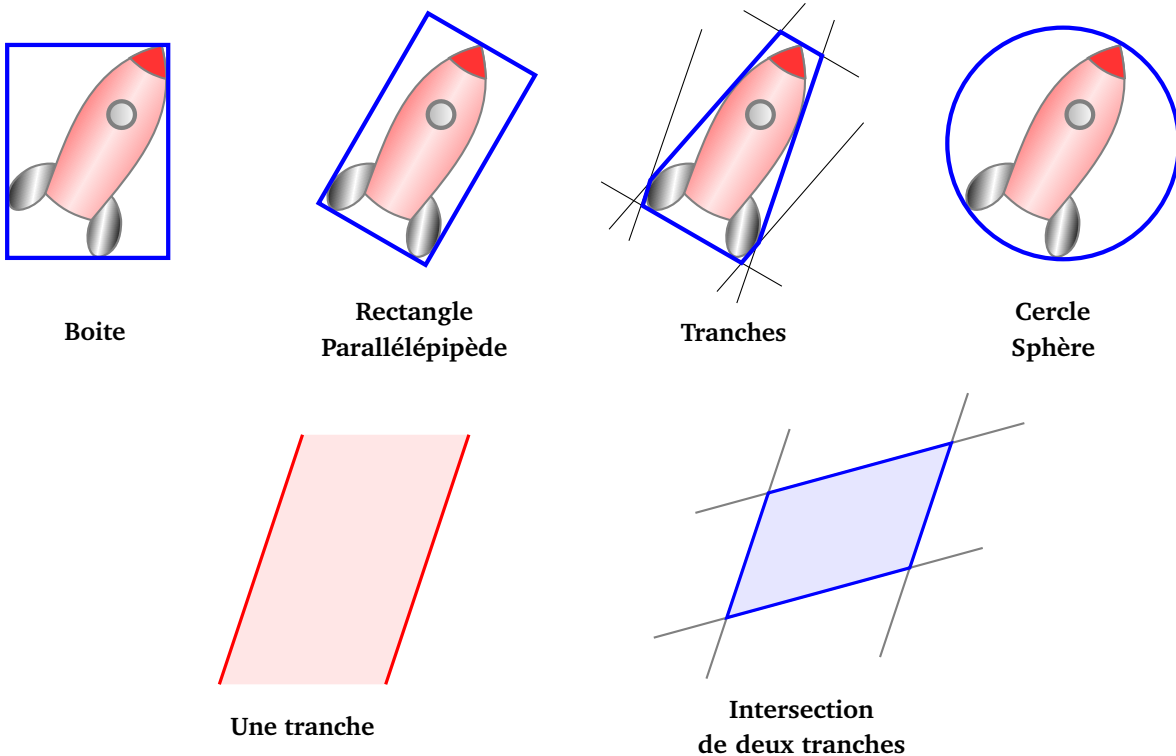 Boite
Rectangle
Parallélépipède
Tranches
Cercle
Sphère
Une tranche
Intersection
de deux tranches